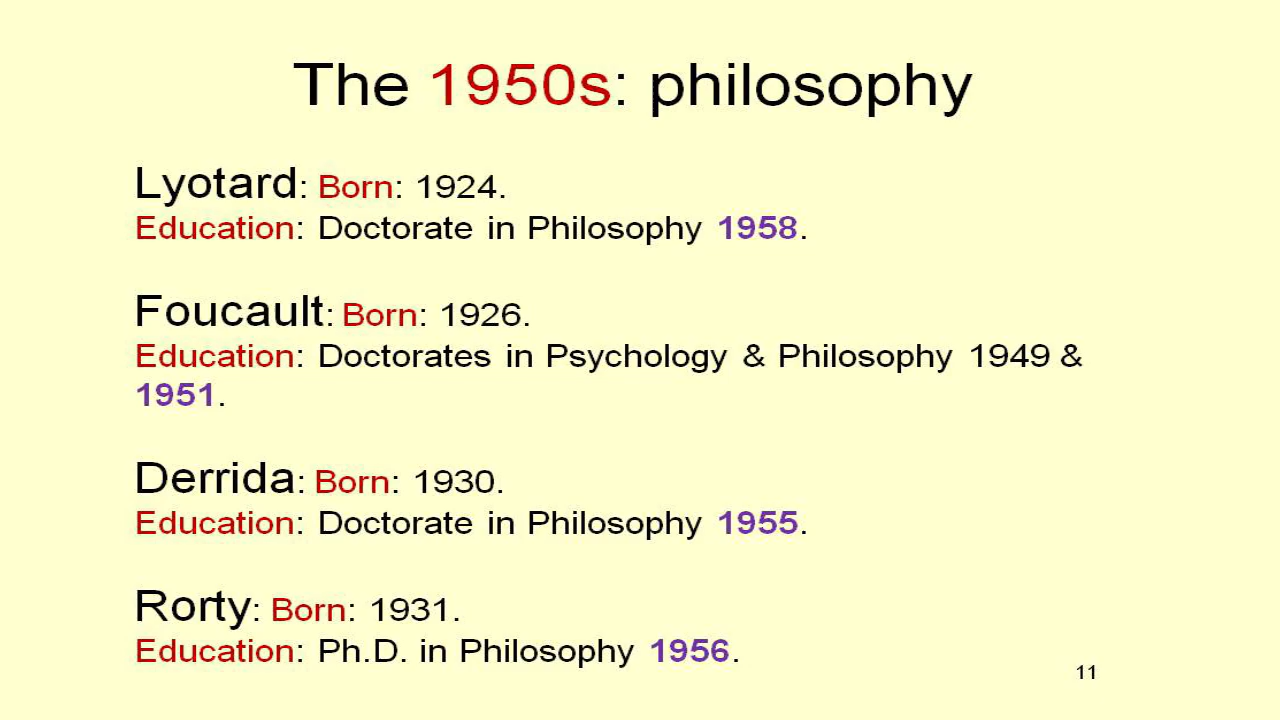 The 1950s: philosophy
Lyotard: Born: 1924.
Education: Doctorate in Philosophy 1958.
Foucault: Born: 1926.
Education: Doctorates in Psychology & Philosophy 1949 &
1951.
Derrida: Born: 1930.
Education: Doctorate in Philosophy 1955.
Rorty: Born: 1931.
Education: Ph.D. in Philosophy 1956.
11